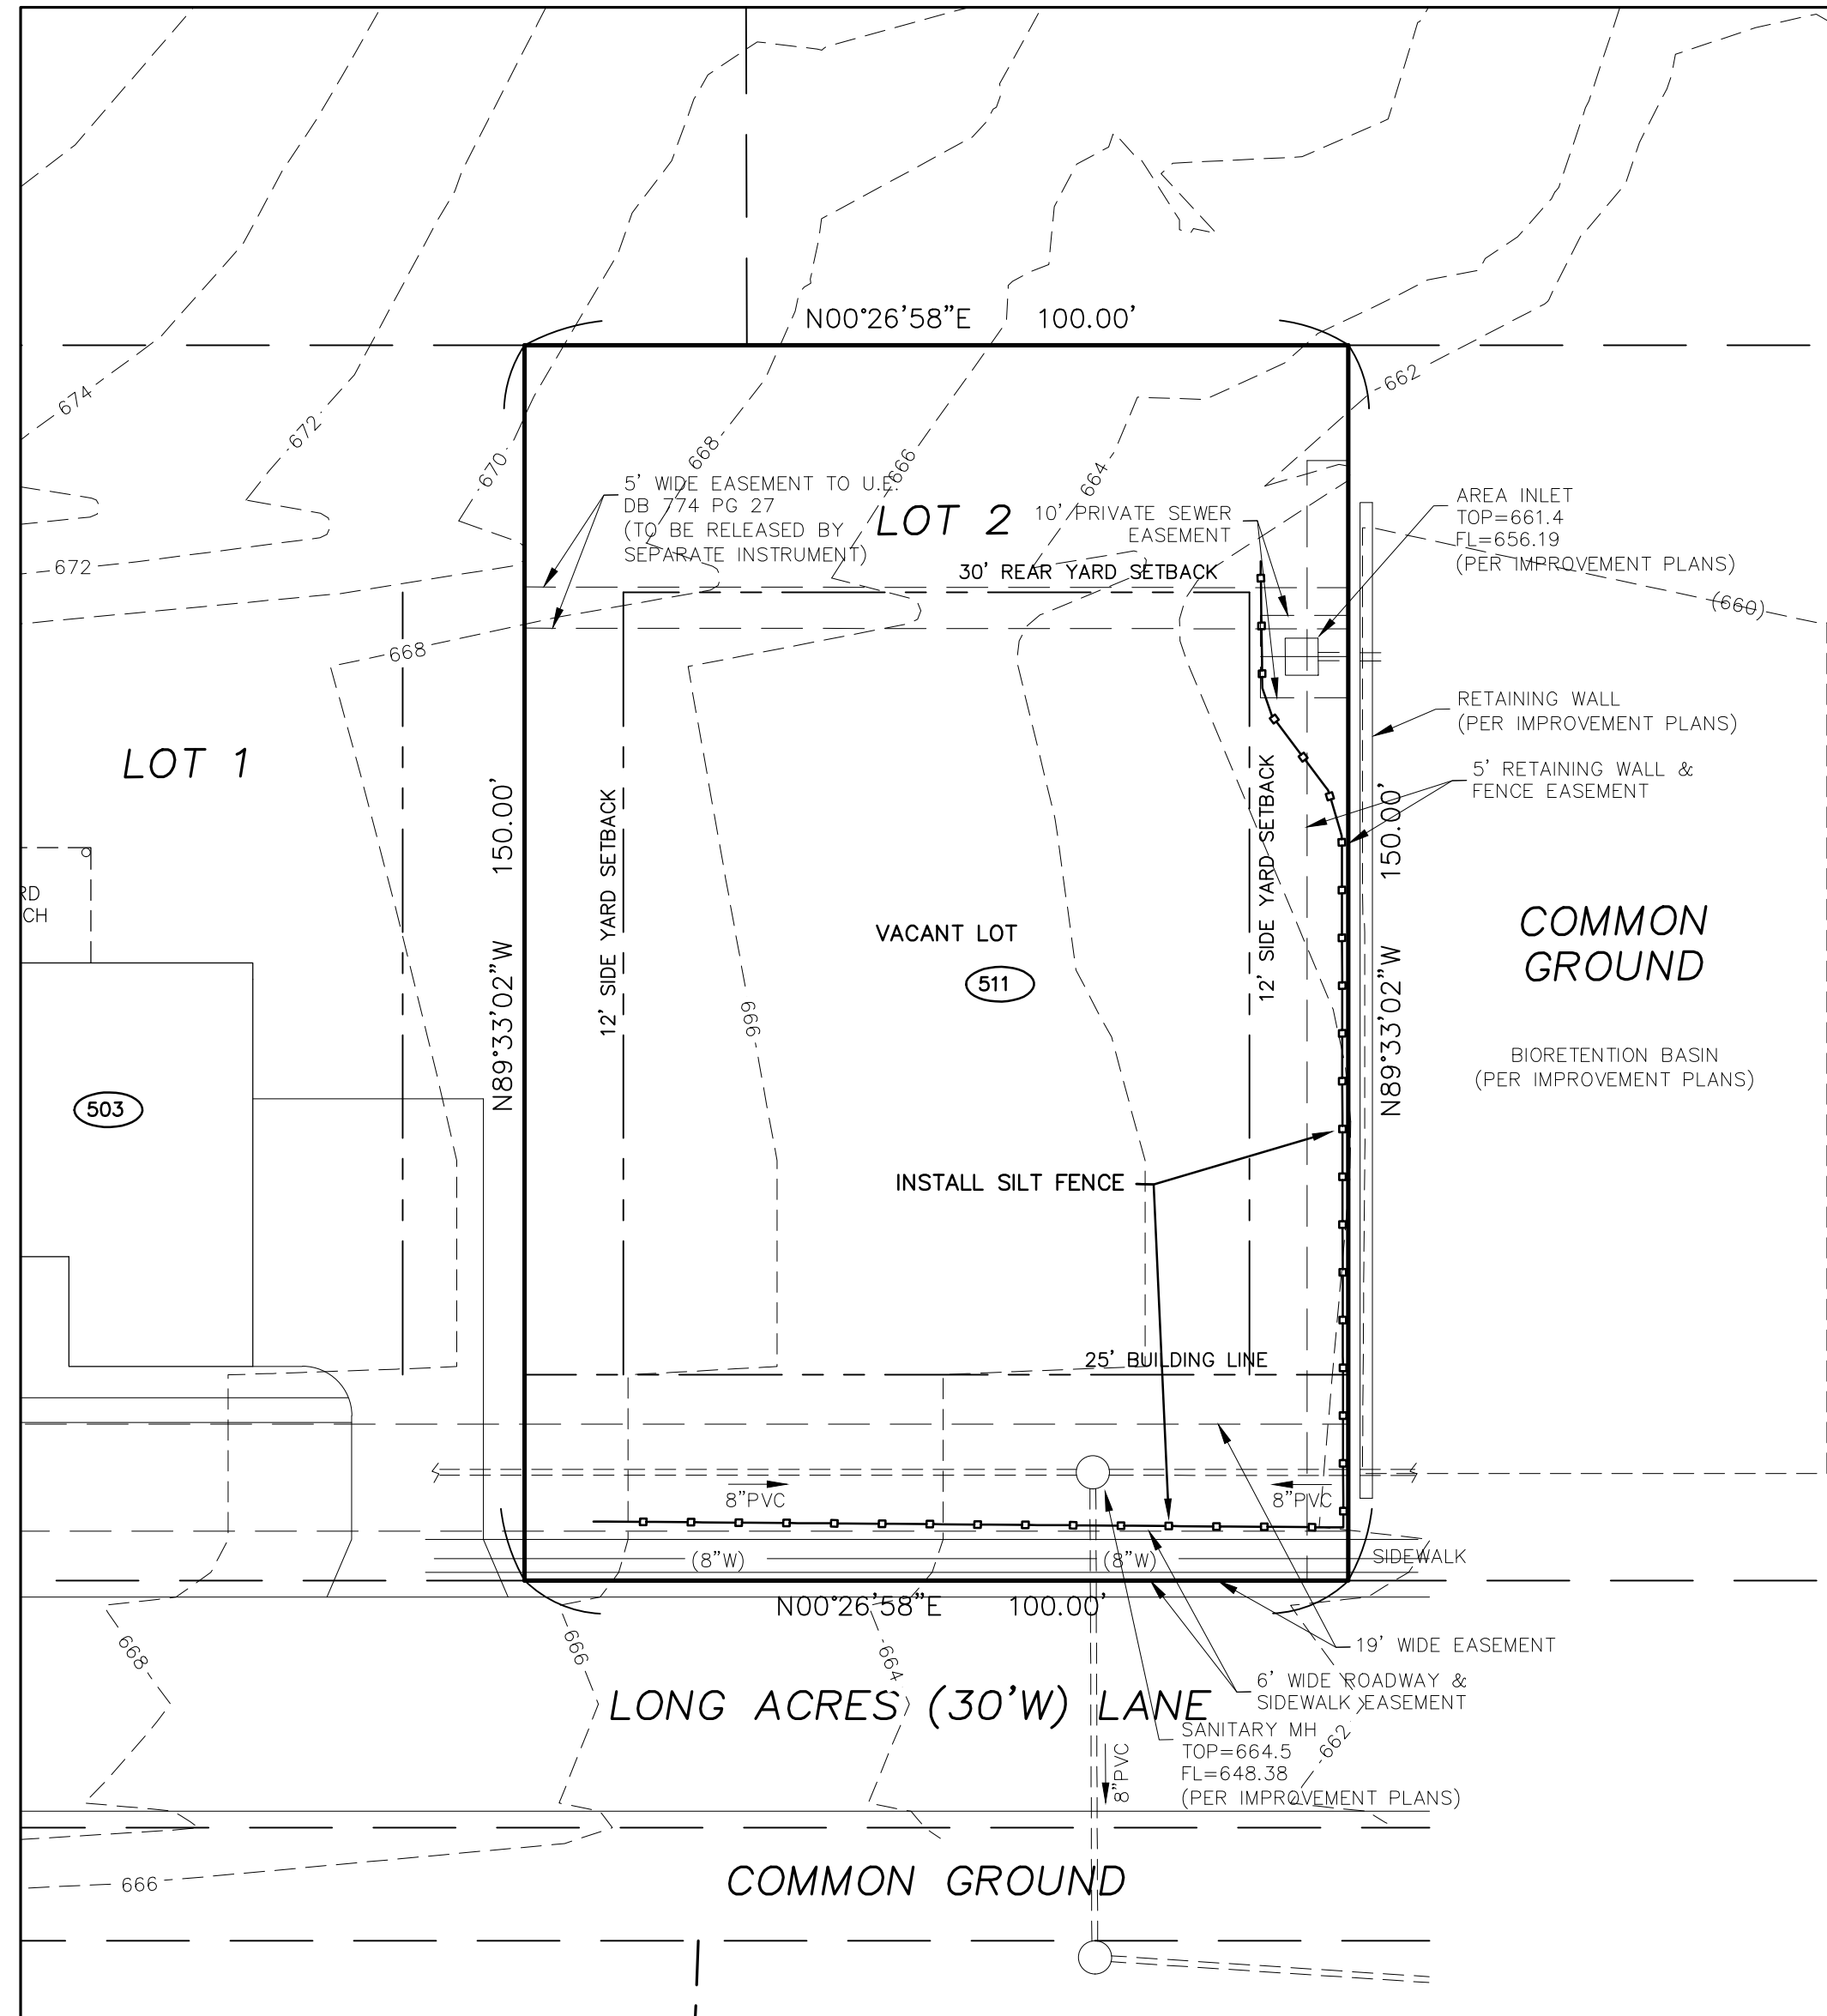 N00°26'58"E 100.00'
662
674
672
670
668
666
664
5' WIDE EASEMENT TO U.E.
DB 774 PG 27
(TO BE RELEASED BY
SEPARATE INSTRUMENT)
LOT 2
10' PRIVATE SEWER
EASEMENT
AREA INLET
TOP=661.4
FL=656.19
(PER IMPROVEMENT PLANS)
672
30' REAR YARD SETBACK
(660)
668
RETAINING WALL
(PER IMPROVEMENT PLANS)
LOT 1
5' RETAINING WALL &
FENCE EASEMENT
N89°33'02"W 150.00'
12' SIDE YARD SETBACK
12' SIDE YARD SETBACK
N89°33'02"W 150.00'
RD
CH
VACANT LOT
511
COMMON
GROUND
666
BIORETENTION BASIN
(PER IMPROVEMENT PLANS)
503
INSTALL SILT FENCE
25' BUILDING LINE
8"PVC
8"PVC
(8"W)
(8"W)
SIDEWALK
N00°26'58"E 100.00'
668
666
664
19' WIDE EASEMENT
6' WIDE ROADWAY &
SIDEWALK EASEMENT
LONG ACRES (30'W) LANE
SANITARY MH
TOP=664.5
FL=648.38
(PER IMPROVEMENT PLANS)
662
8"PVC
666
COMMON GROUND